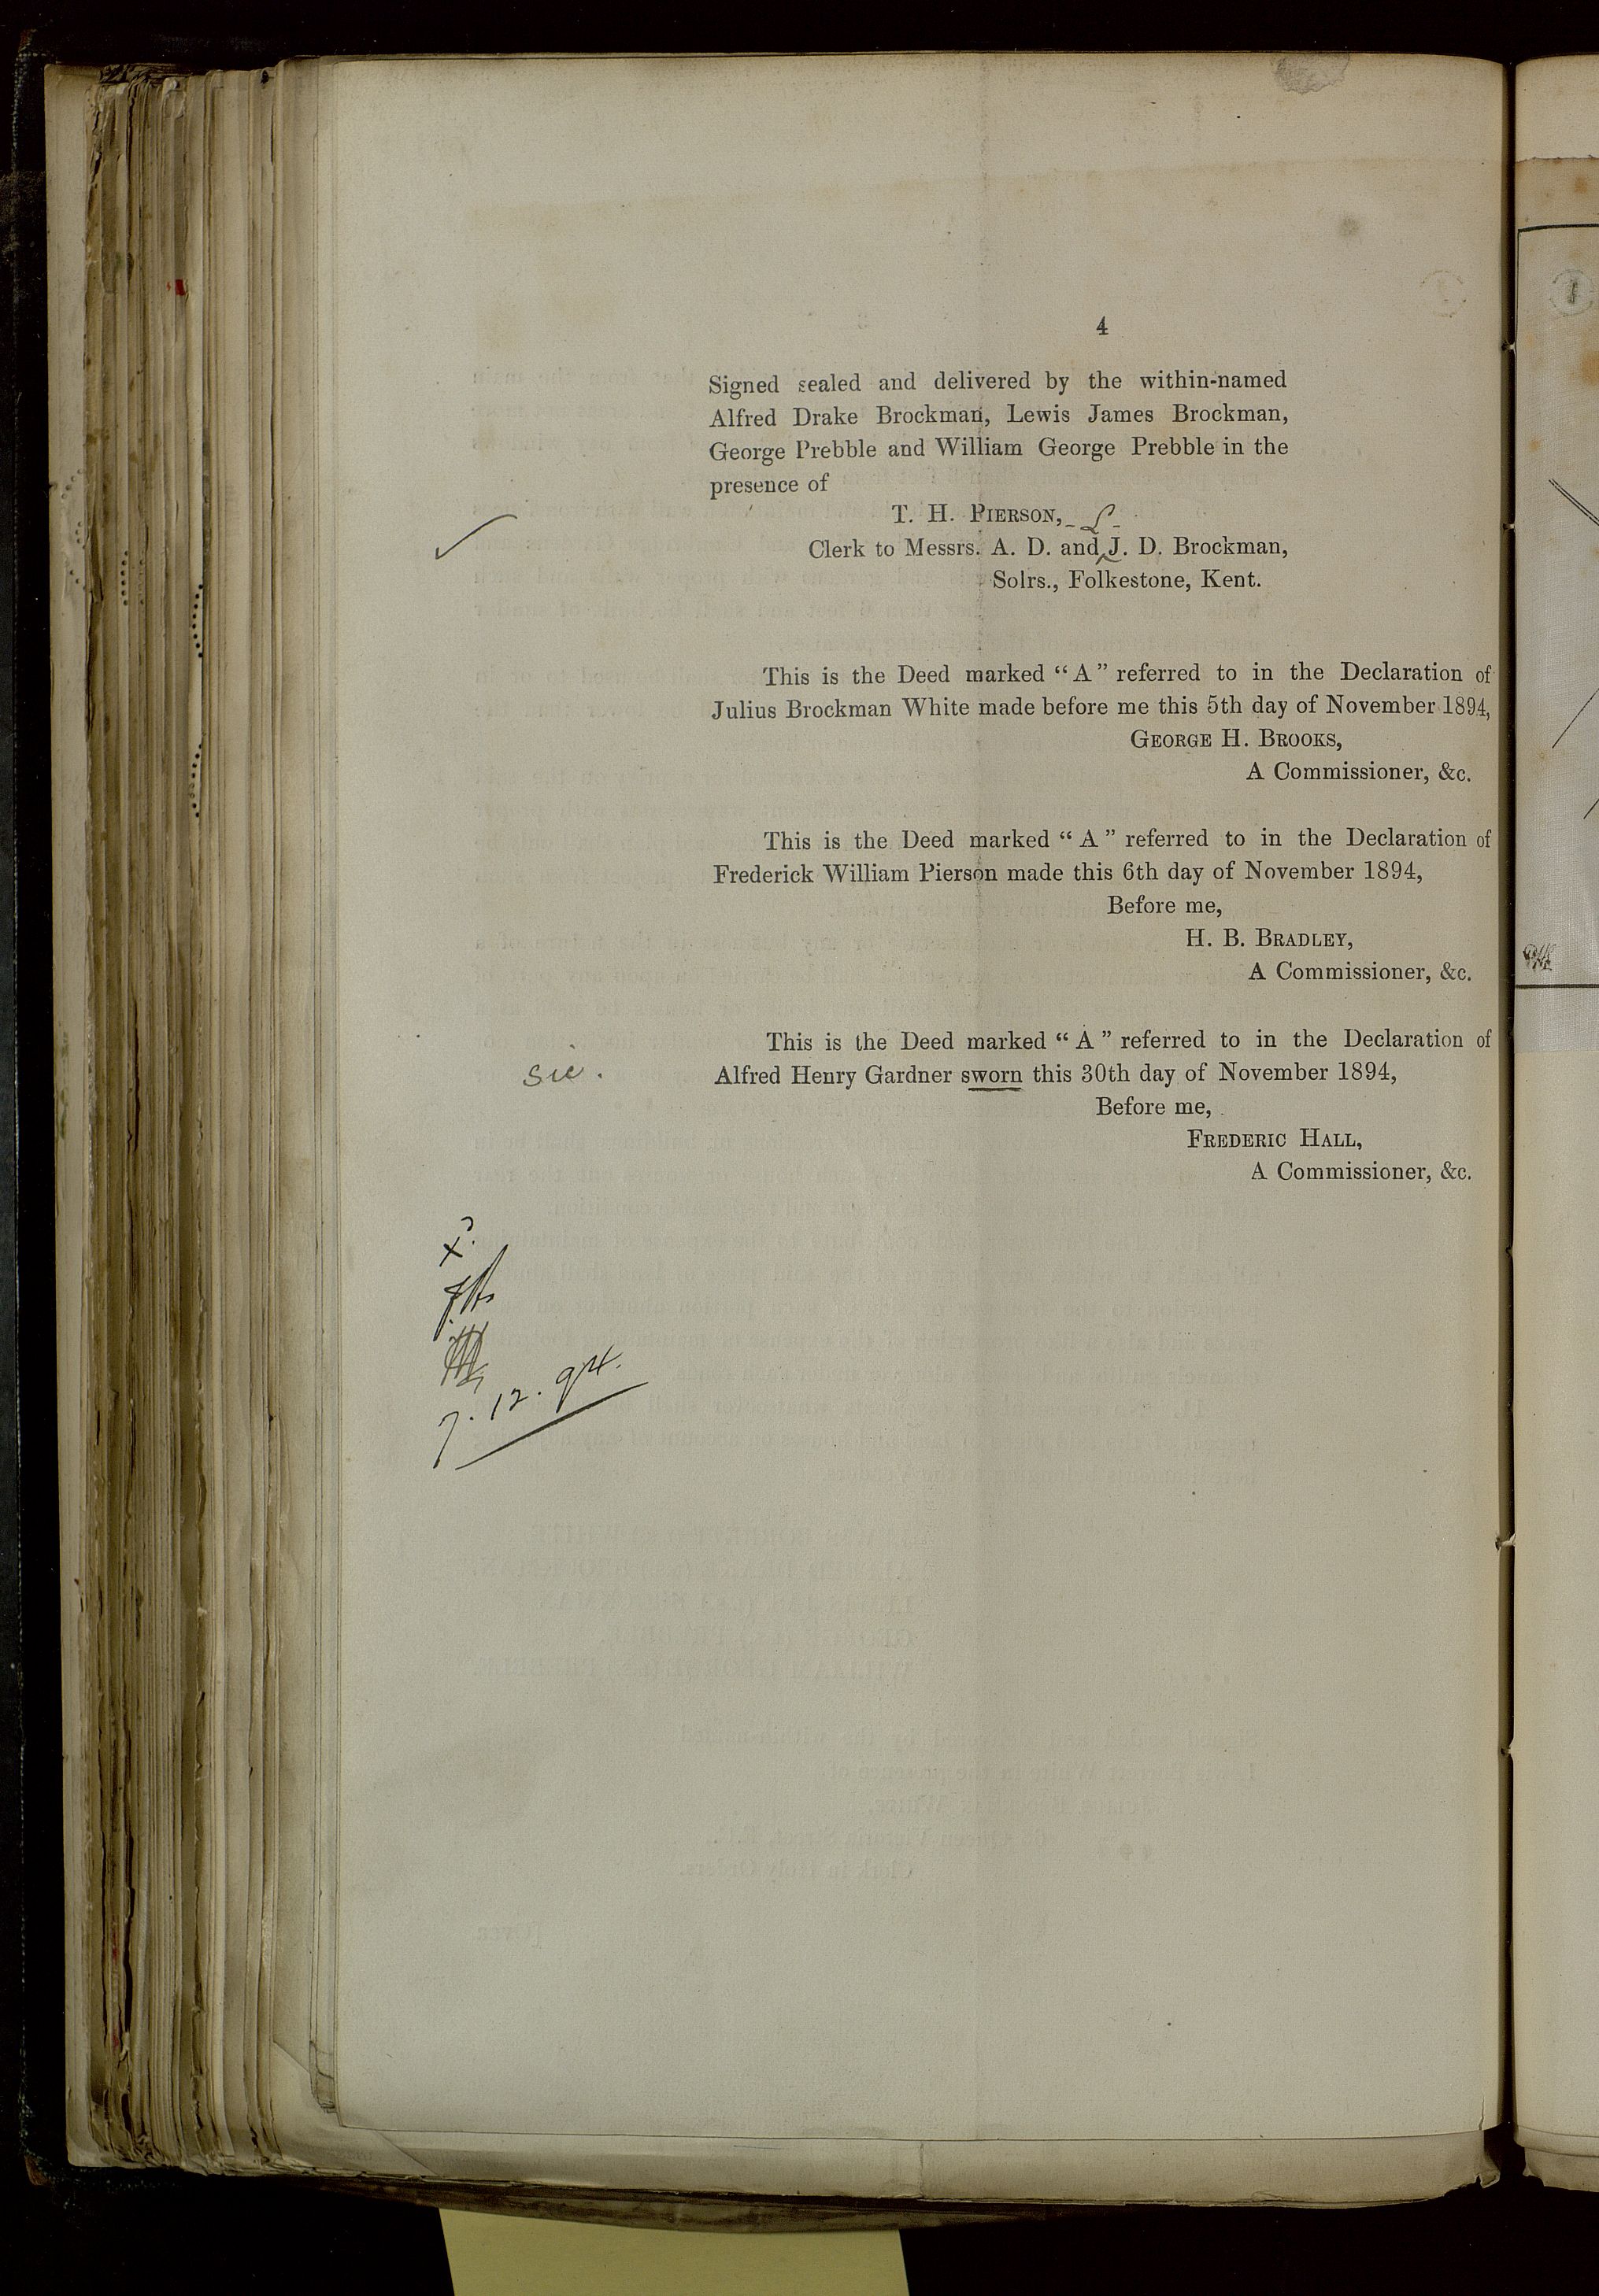 4
Signed sealed and delivered by the within-named
Alfred Drake Brockman, Lewis James Brockman,
George Prebble and William George Prebble in the
presence of
T. H. PIERSON,
Clerk to Messrs. A. D. and J. D. Brockman,
Solrs., Folkestone, Kent.
This is the Deed marked “A” referred to in the Declaration of
Julius Brockman White made before me this 5th day of November 1894,
GEORGE H. BROOKS,
A Commissioner, &c.
This is the Deed marked “A” referred to in the Declaration of
Frederick William Pierson made this 6th day of November 1894,
Before me,
H. B. BRADLEY,
A Commissioner, &c.
This is the Deed marked “A” referred to in the Declaration of
sic. Alfred Henry Gardner sworn this 30th day of November 1894,
Before me,
FREDERIC HALL,
A Commissioner, &c.
7. 12. 94.